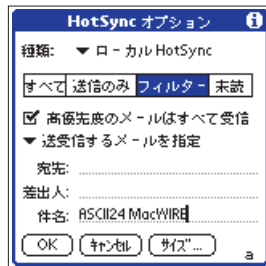 HotSync オプション
種類: ▼ ローカル HotSync
すべて 送信のみ フィルター 未読
高優先度のメールはすべて受信
▼ 送受信するメールを指定
宛先:
差出人:
件名: ASCII24 MacWIRE
OK キャンセル サイズ"...
a